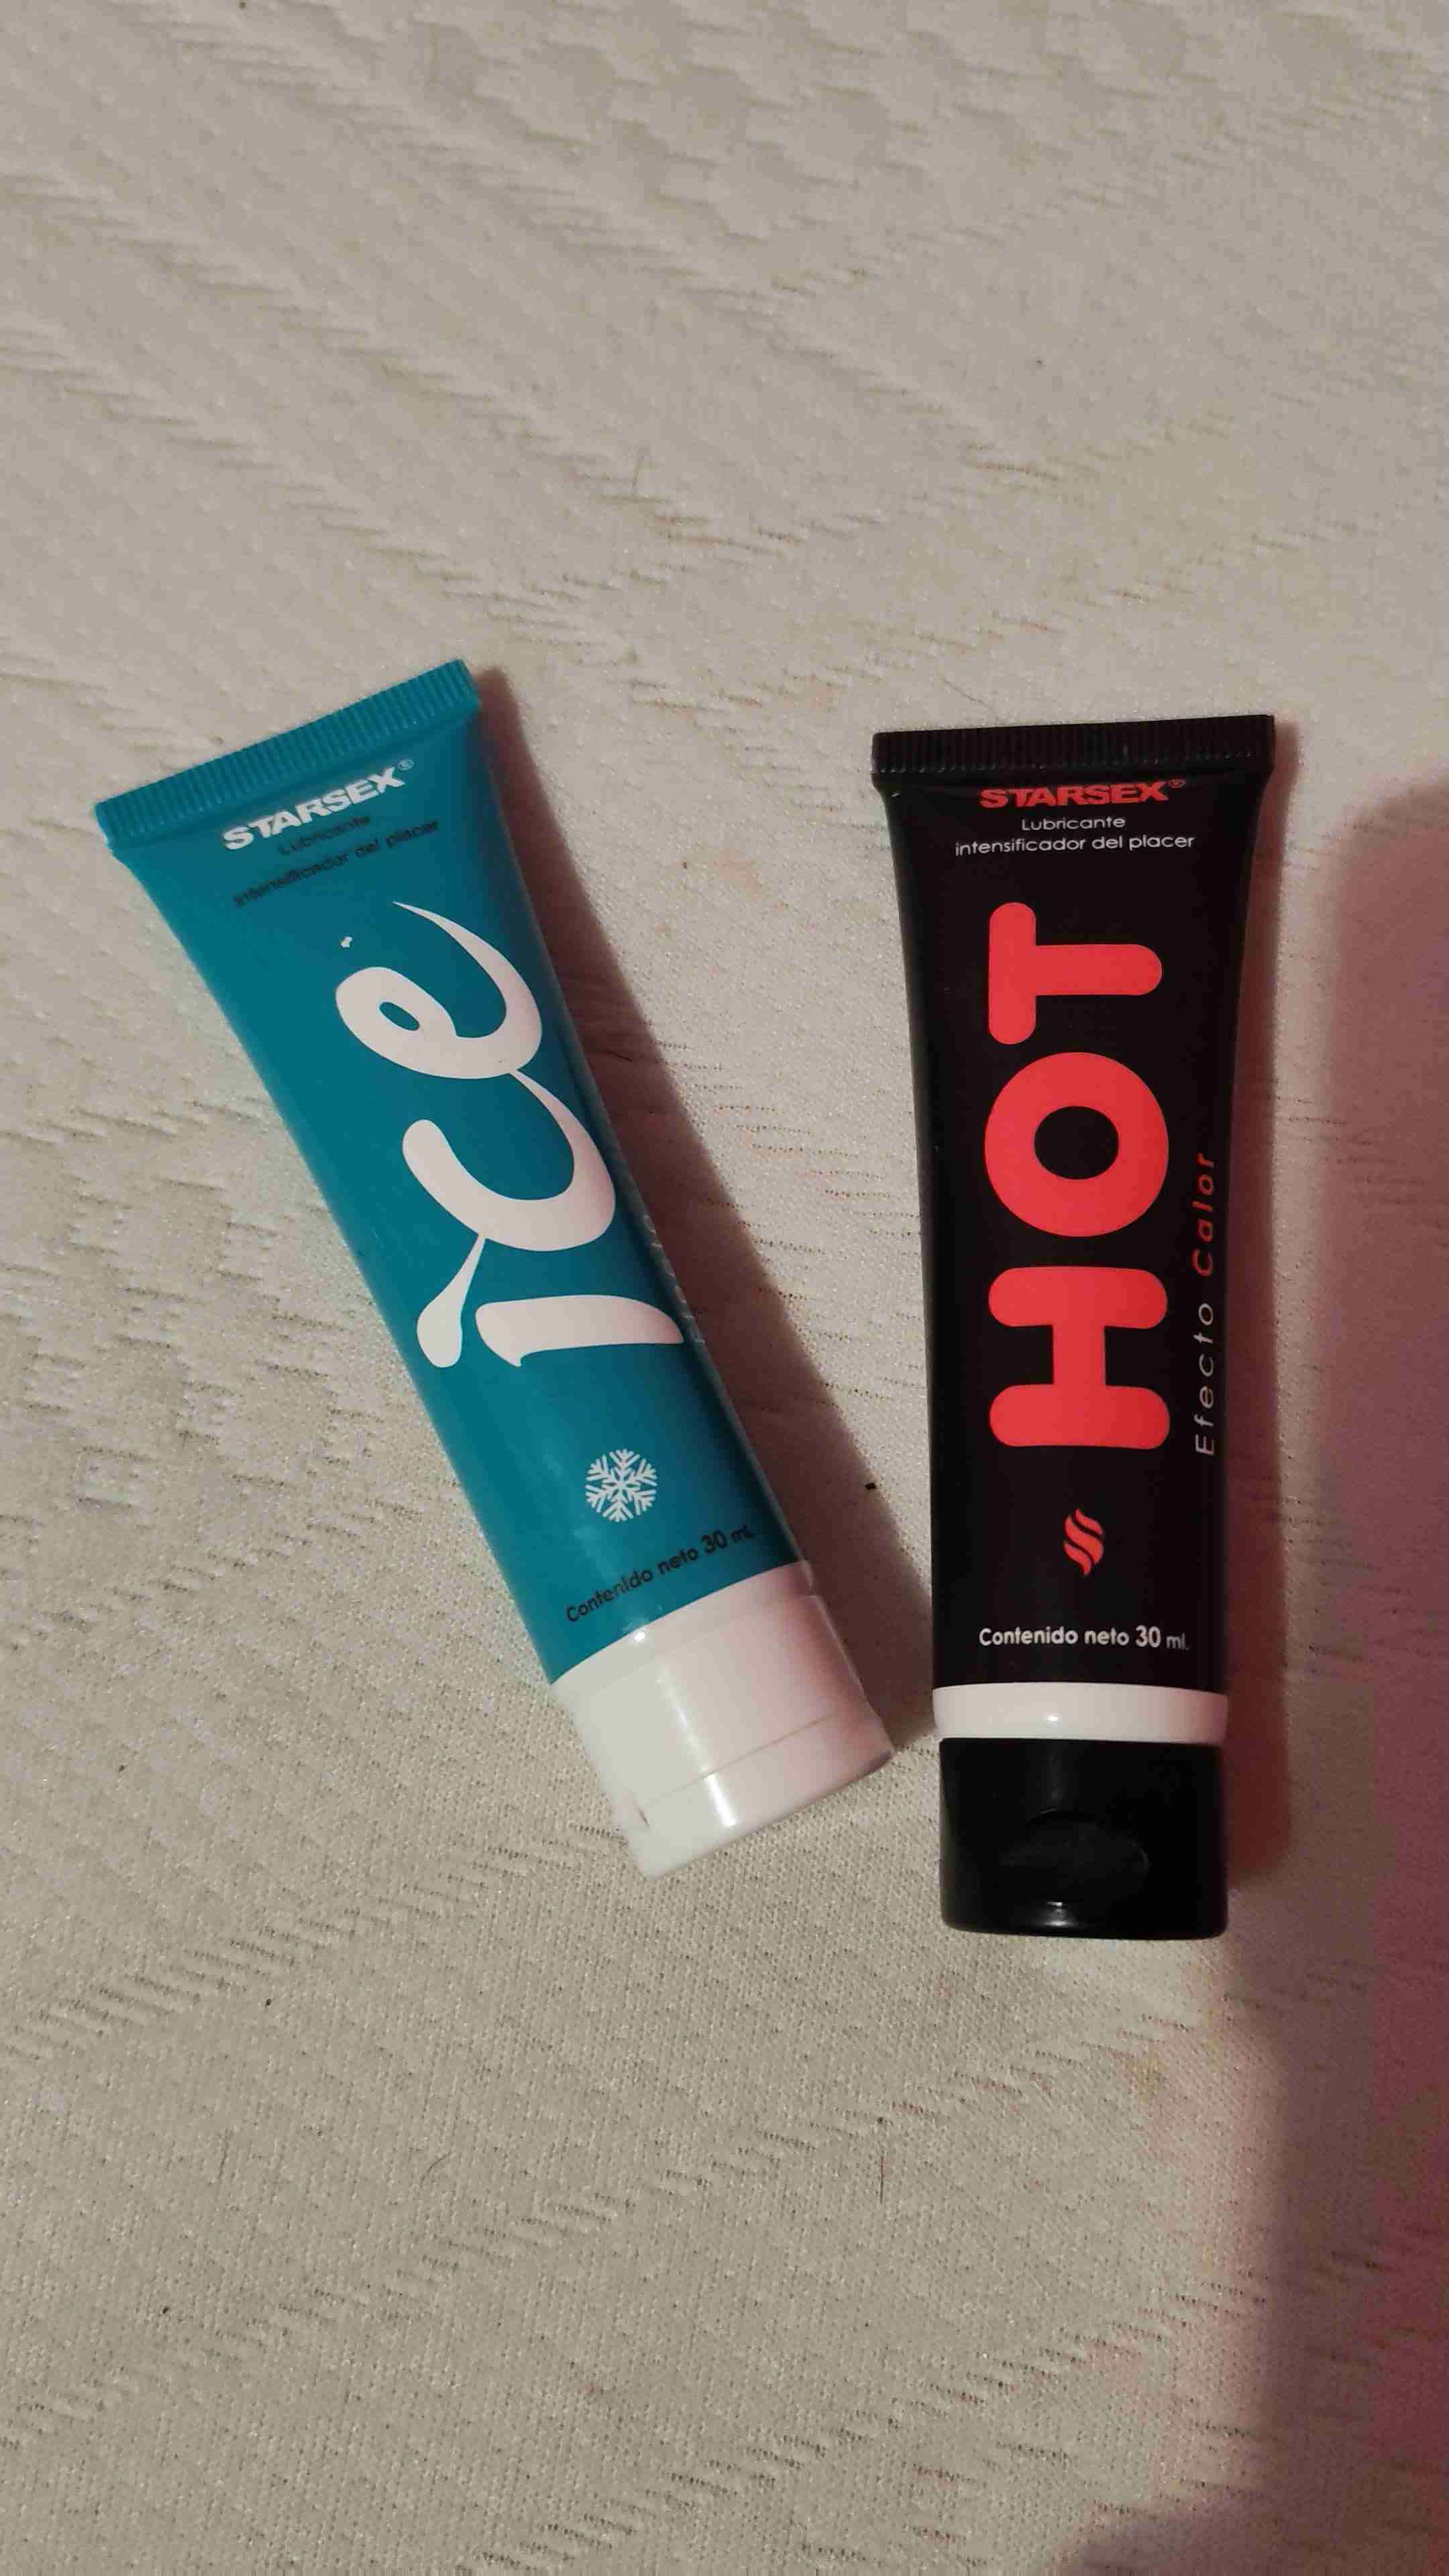 STARSEX®
Lubricante
intensificador del placer
Ice
Contenido neto 30 ml.
STARSEX®
Lubricante
intensificador del placer
HOT
Efecto Calor
Contenido neto 30 ml.